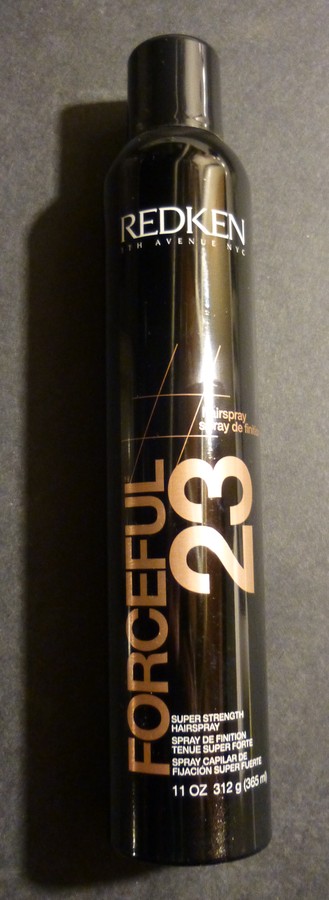 REDKEN
5TH AVENUE NYC
hairspray
spray de finition
FORCEFUL
23
SUPER STRENGTH
HAIRSPRAY
SPRAY DE FINITION
TENUE SUPER FORTE
SPRAY CAPILAR DE
FIJACIÓN SUPER FUERTE
11 OZ 312 g (365 ml)